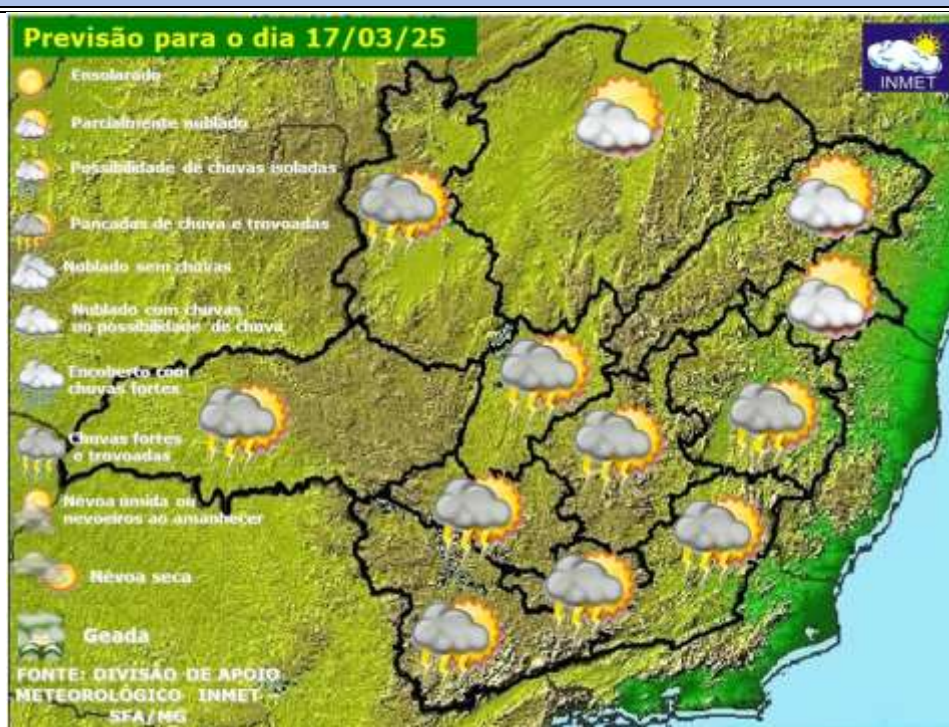 Previsão para o dia 17/03/25
INMET
Ensolarado
Parcialmente nublado
Possibilidade de chuvas isoladas
Pancadas de chuva e trovoadas
Nublado sem chuvas
Nublado com chuvas
ou possibilidade de chuva
Encoberto com
chuvas fortes
Chuvas fortes
e trovoadas
Névoa úmida ou
nevoeiros ao amanhecer
Névoa seca
Geada
FONTE: DIVISÃO DE APOIO
METEOROLÓGICO INMET -
SFA/MG